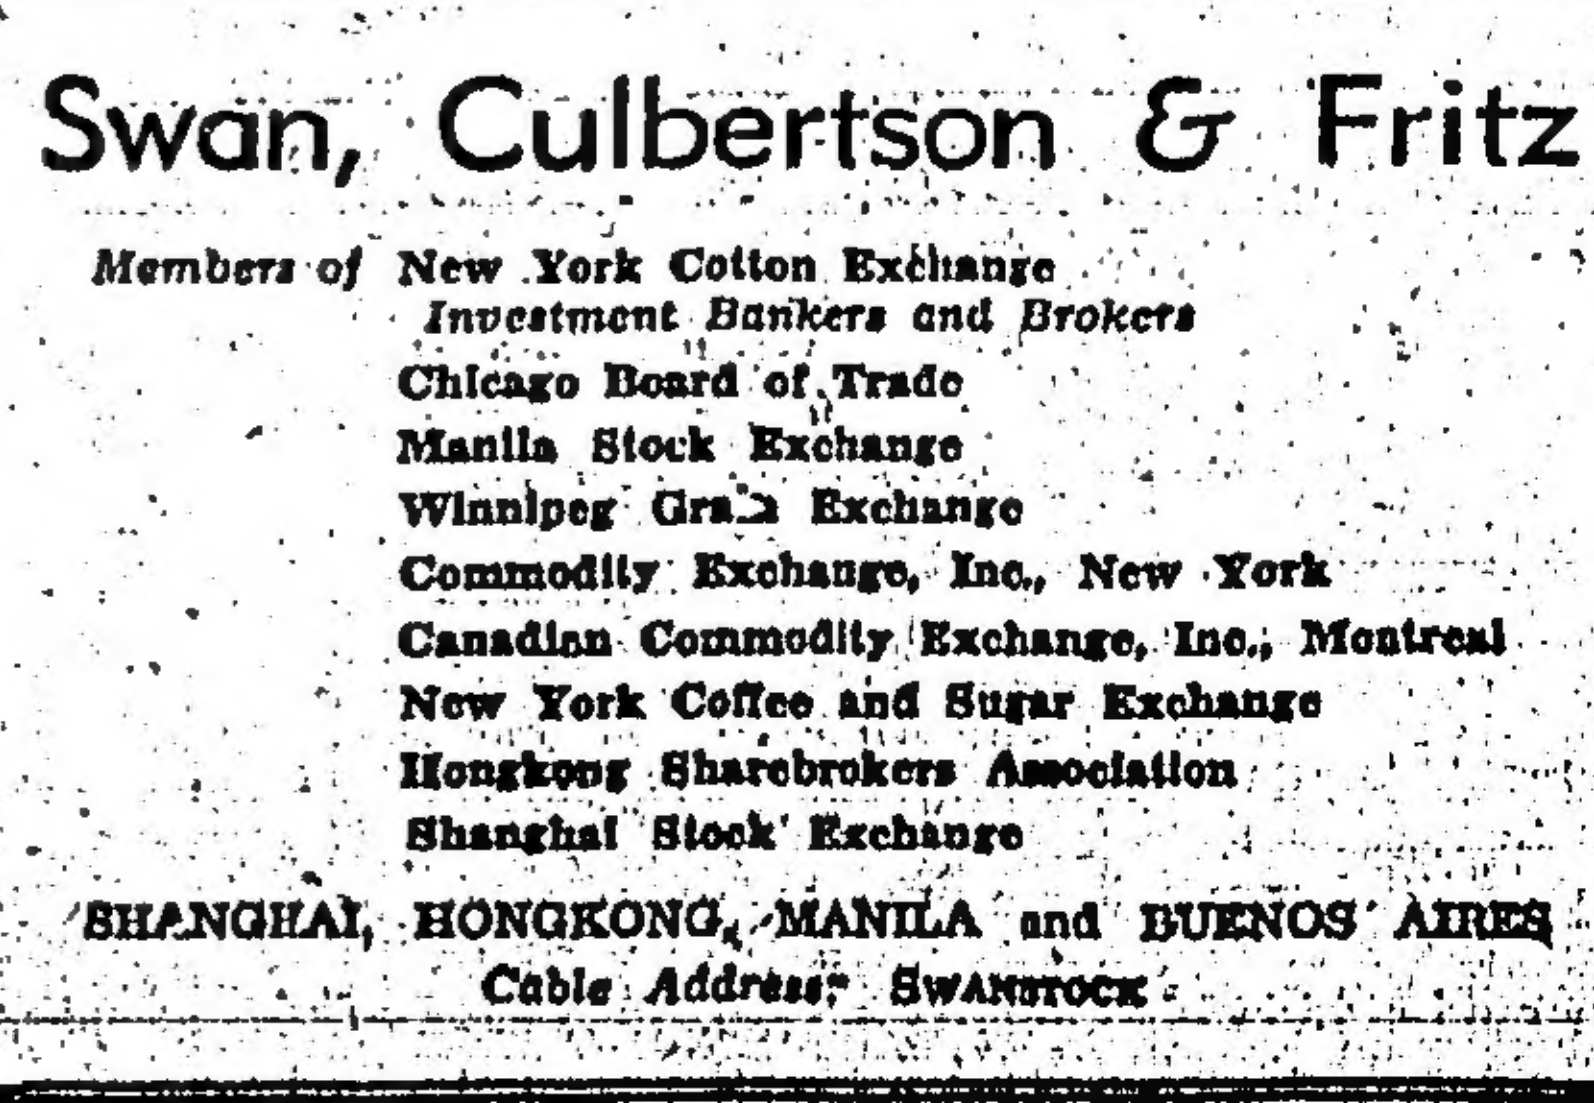 Swan, Culbertson & Fritz
Members of New York Cotton Exchange
Investment Bankers and Brokers
Chicago Board of Trade
Manila Stock Exchange
Winnipeg Grain Exchange
Commodity Exchange, Inc., New York
Canadian Commodity Exchange, Inc., Montreal
New York Coffee and Sugar Exchange
Hongkong Sharebrokers Association
Shanghai Stock Exchange
SHANGHAI, HONGKONG, MANILA and BUENOS AIRES
Cable Address: SWANSTOCK